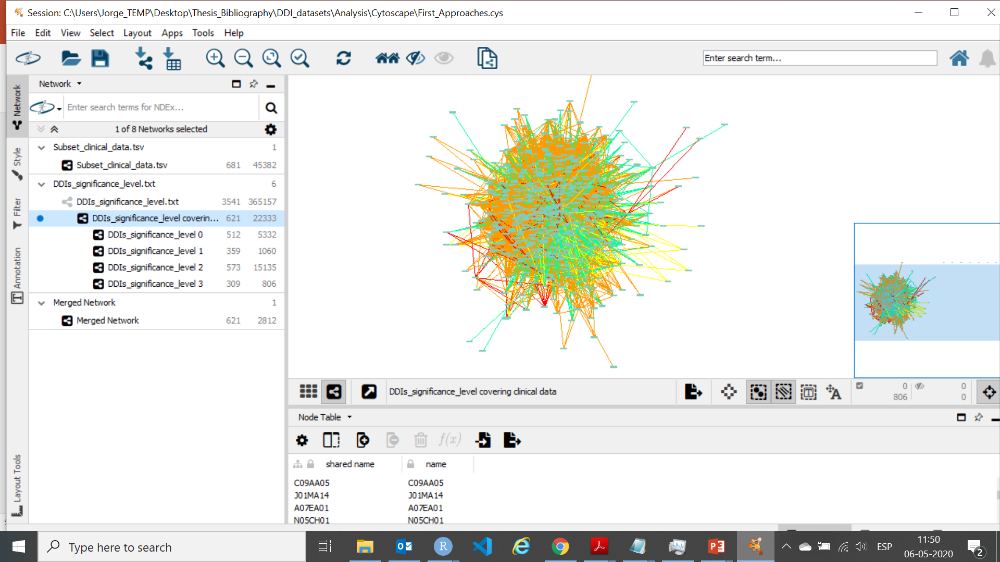 Session: C:\Users\Jorge_TEMP\Desktop\Thesis_Bibliography\DDI_datasets\Analysis\Cytoscape\First_Approaches.cys
File Edit View Select Layout Apps Tools Help
Enter search term...
Network
Enter search terms for NDEx...
1 of 8 Networks selected
Subset_clinical_data.tsv 1
Subset_clinical_data.tsv 681 45382
DDIs_significance_level.txt 6
DDIs_significance_level.txt 3541 365157
DDIs_significance_level coverin... 621 22333
DDIs_significance_level 0 512 5332
DDIs_significance_level 1 359 1060
DDIs_significance_level 2 573 15135
DDIs_significance_level 3 309 806
Merged Network 1
Merged Network 621 2812
Network
Style
Filter
Annotation
Layout Tools
DDIs_significance_level covering clinical data
0 0
806 0
Node Table
f(x)
shared name name
C09AA05 C09AA05
J01MA14 J01MA14
A07EA01 A07EA01
N05CH01 N05CH01
Type here to search
ESP
11:50
06-05-2020
2